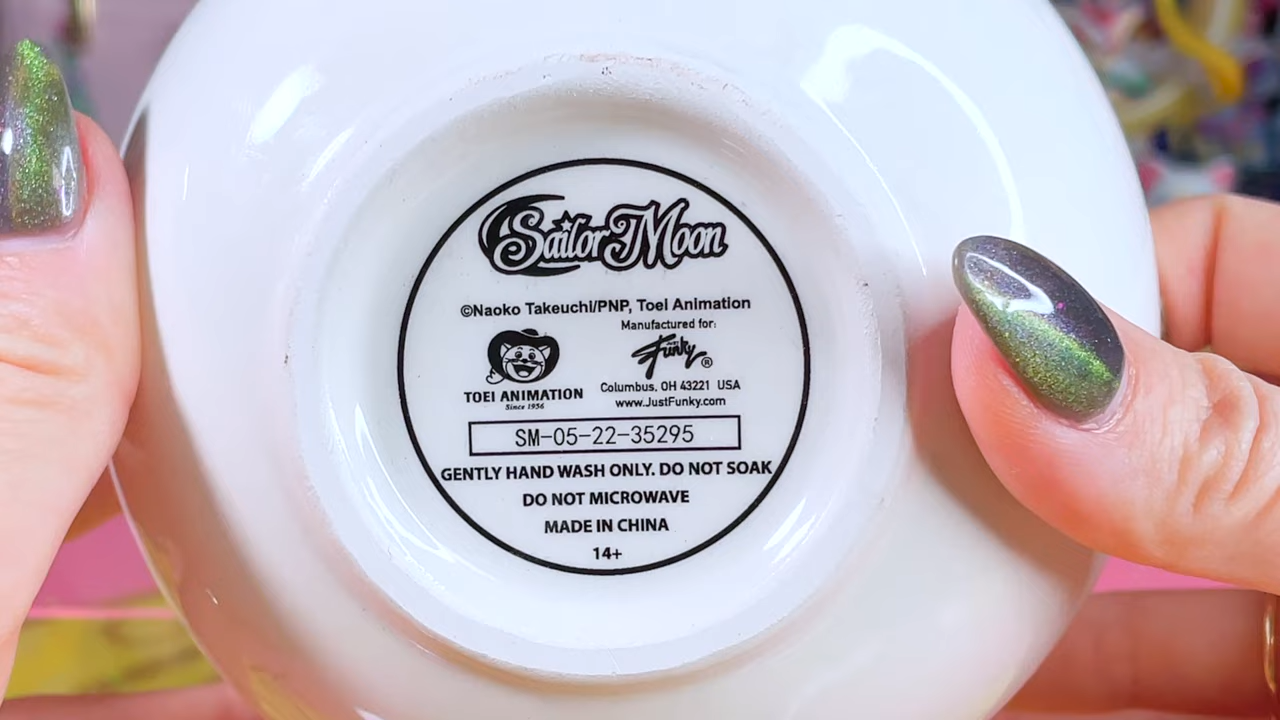 Sailor Moon
©Naoko Takeuchi/PNP, Toei Animation
Manufactured for:
Funky®
TOEI ANIMATION
Since 1956
Columbus, OH 43221 USA
www.JustFunky.com
SM-05-22-35295
GENTLY HAND WASH ONLY. DO NOT SOAK
DO NOT MICROWAVE
MADE IN CHINA
14+